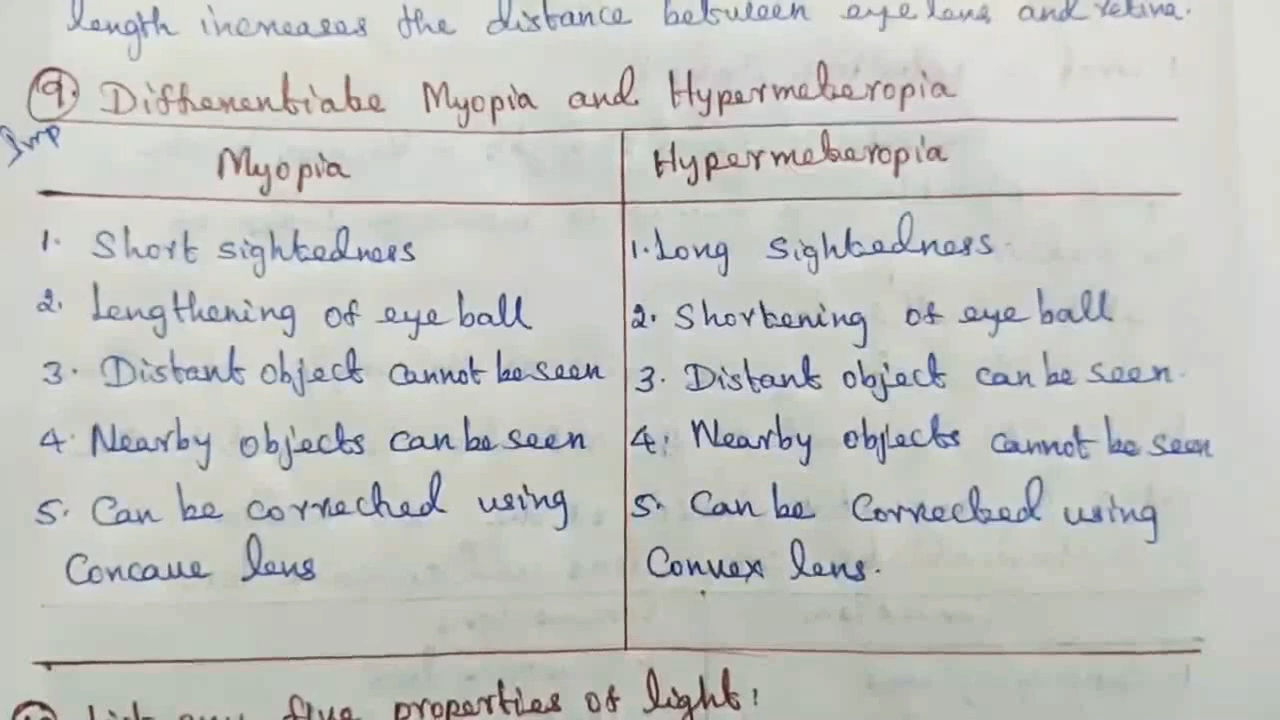 length increases the distance between eye lens and retina.
9. Differentiate Myopia and Hypermeteropia
Imp
Myopia
Hypermeteropia
1. Short sightedness
2. Lengthening of eye ball
3. Distant object cannot be seen
4. Nearby objects can be seen
5. Can be corrected using
Concave lens
1. Long sightedness.
2. Shortening of eye ball
3. Distant object can be seen.
4. Nearby objects cannot be seen
5. Can be corrected using
Convex lens.
five properties of light: